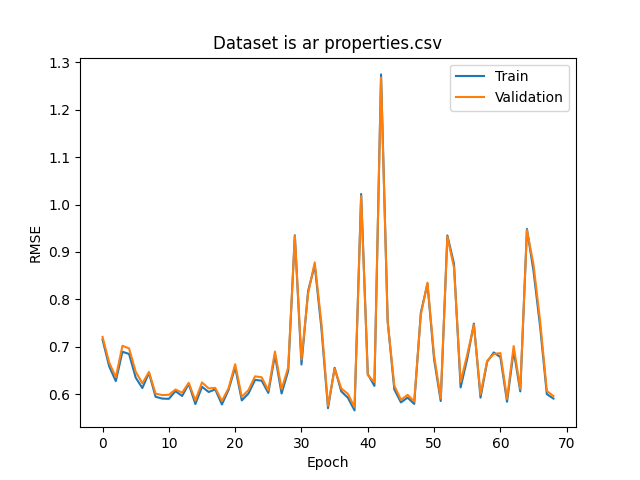 Dataset is ar properties.csv
Train
Validation
RMSE
1.3
1.2
1.1
1.0
0.9
0.8
0.7
0.6
0 10 20 30 40 50 60 70
Epoch